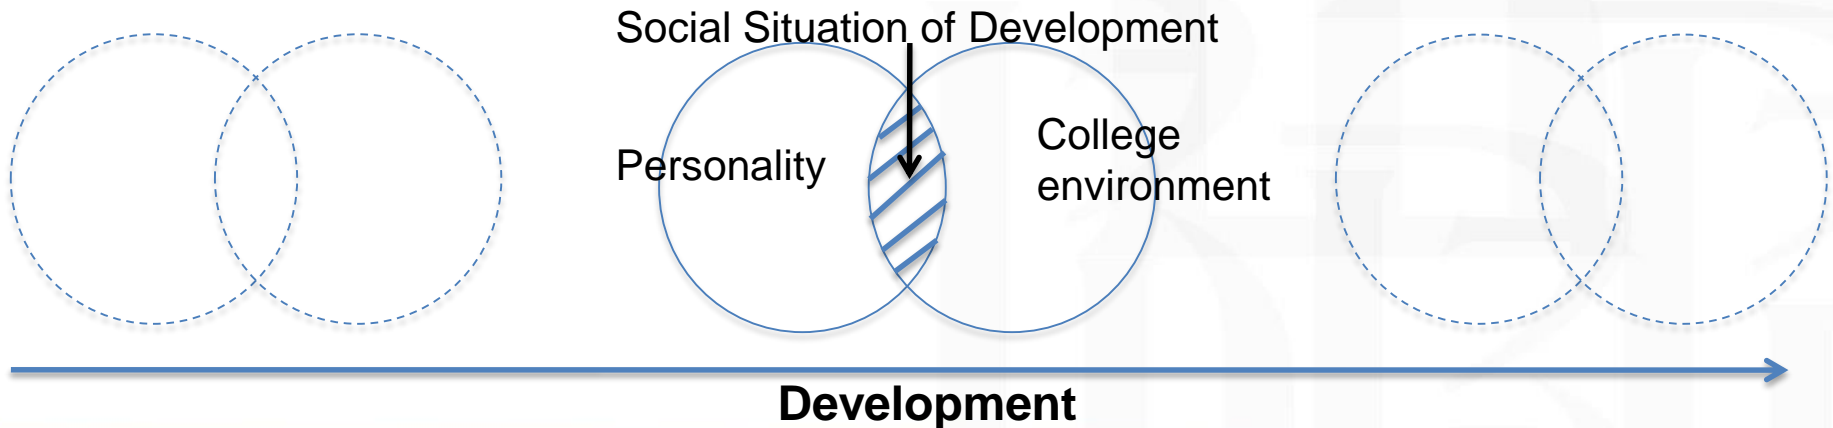 Social Situation of Development
Personality
College
environment
Development